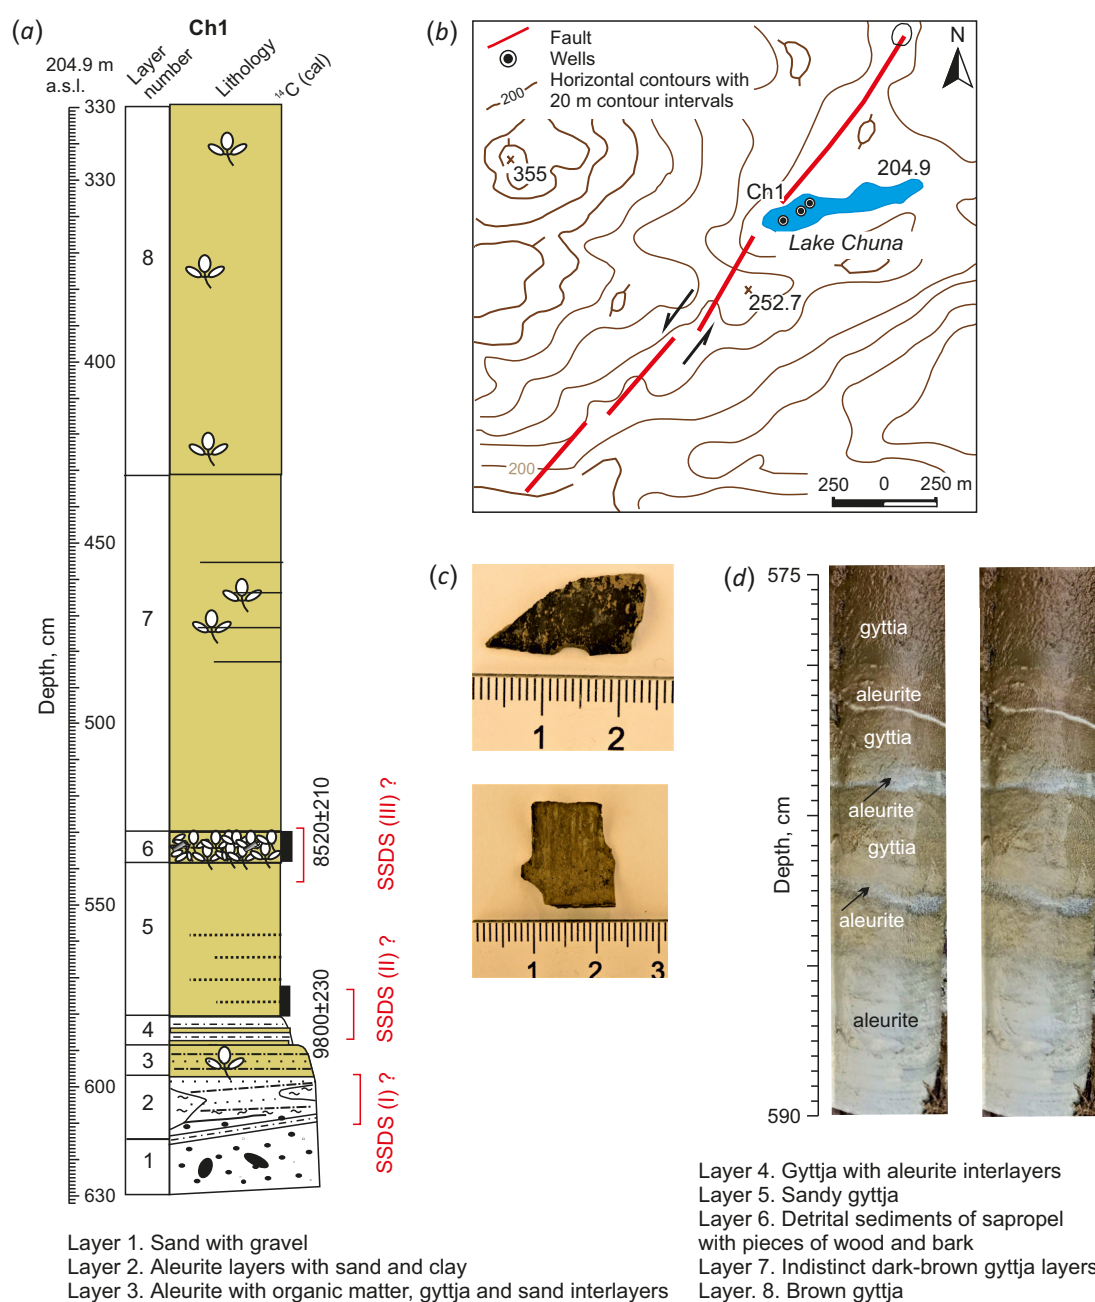 (a)
Ch1
204.9 m
a.s.l.
Layer
number
Lithology
14C (cal)
Depth, cm
330
330
400
450
500
550
600
630
8
7
6
5
4
3
2
1
8520±210
9800±230
SSDS (III) ?
SSDS (II) ?
SSDS (I) ?
(b)
Fault
Wells
200
Horizontal contours with
20 m contour intervals
N
355
204.9
Ch1
Lake Chuna
252.7
200
250 0 250 m
(c)
1 2
1 2 3
(d)
575
Depth, cm
590
gyttia
aleurite
gyttia
aleurite
gyttia
aleurite
aleurite
Layer 1. Sand with gravel
Layer 2. Aleurite layers with sand and clay
Layer 3. Aleurite with organic matter, gyttja and sand interlayers
Layer 4. Gyttja with aleurite interlayers
Layer 5. Sandy gyttja
Layer 6. Detrital sediments of sapropel
with pieces of wood and bark
Layer 7. Indistinct dark-brown gyttja layers
Layer. 8. Brown gyttja